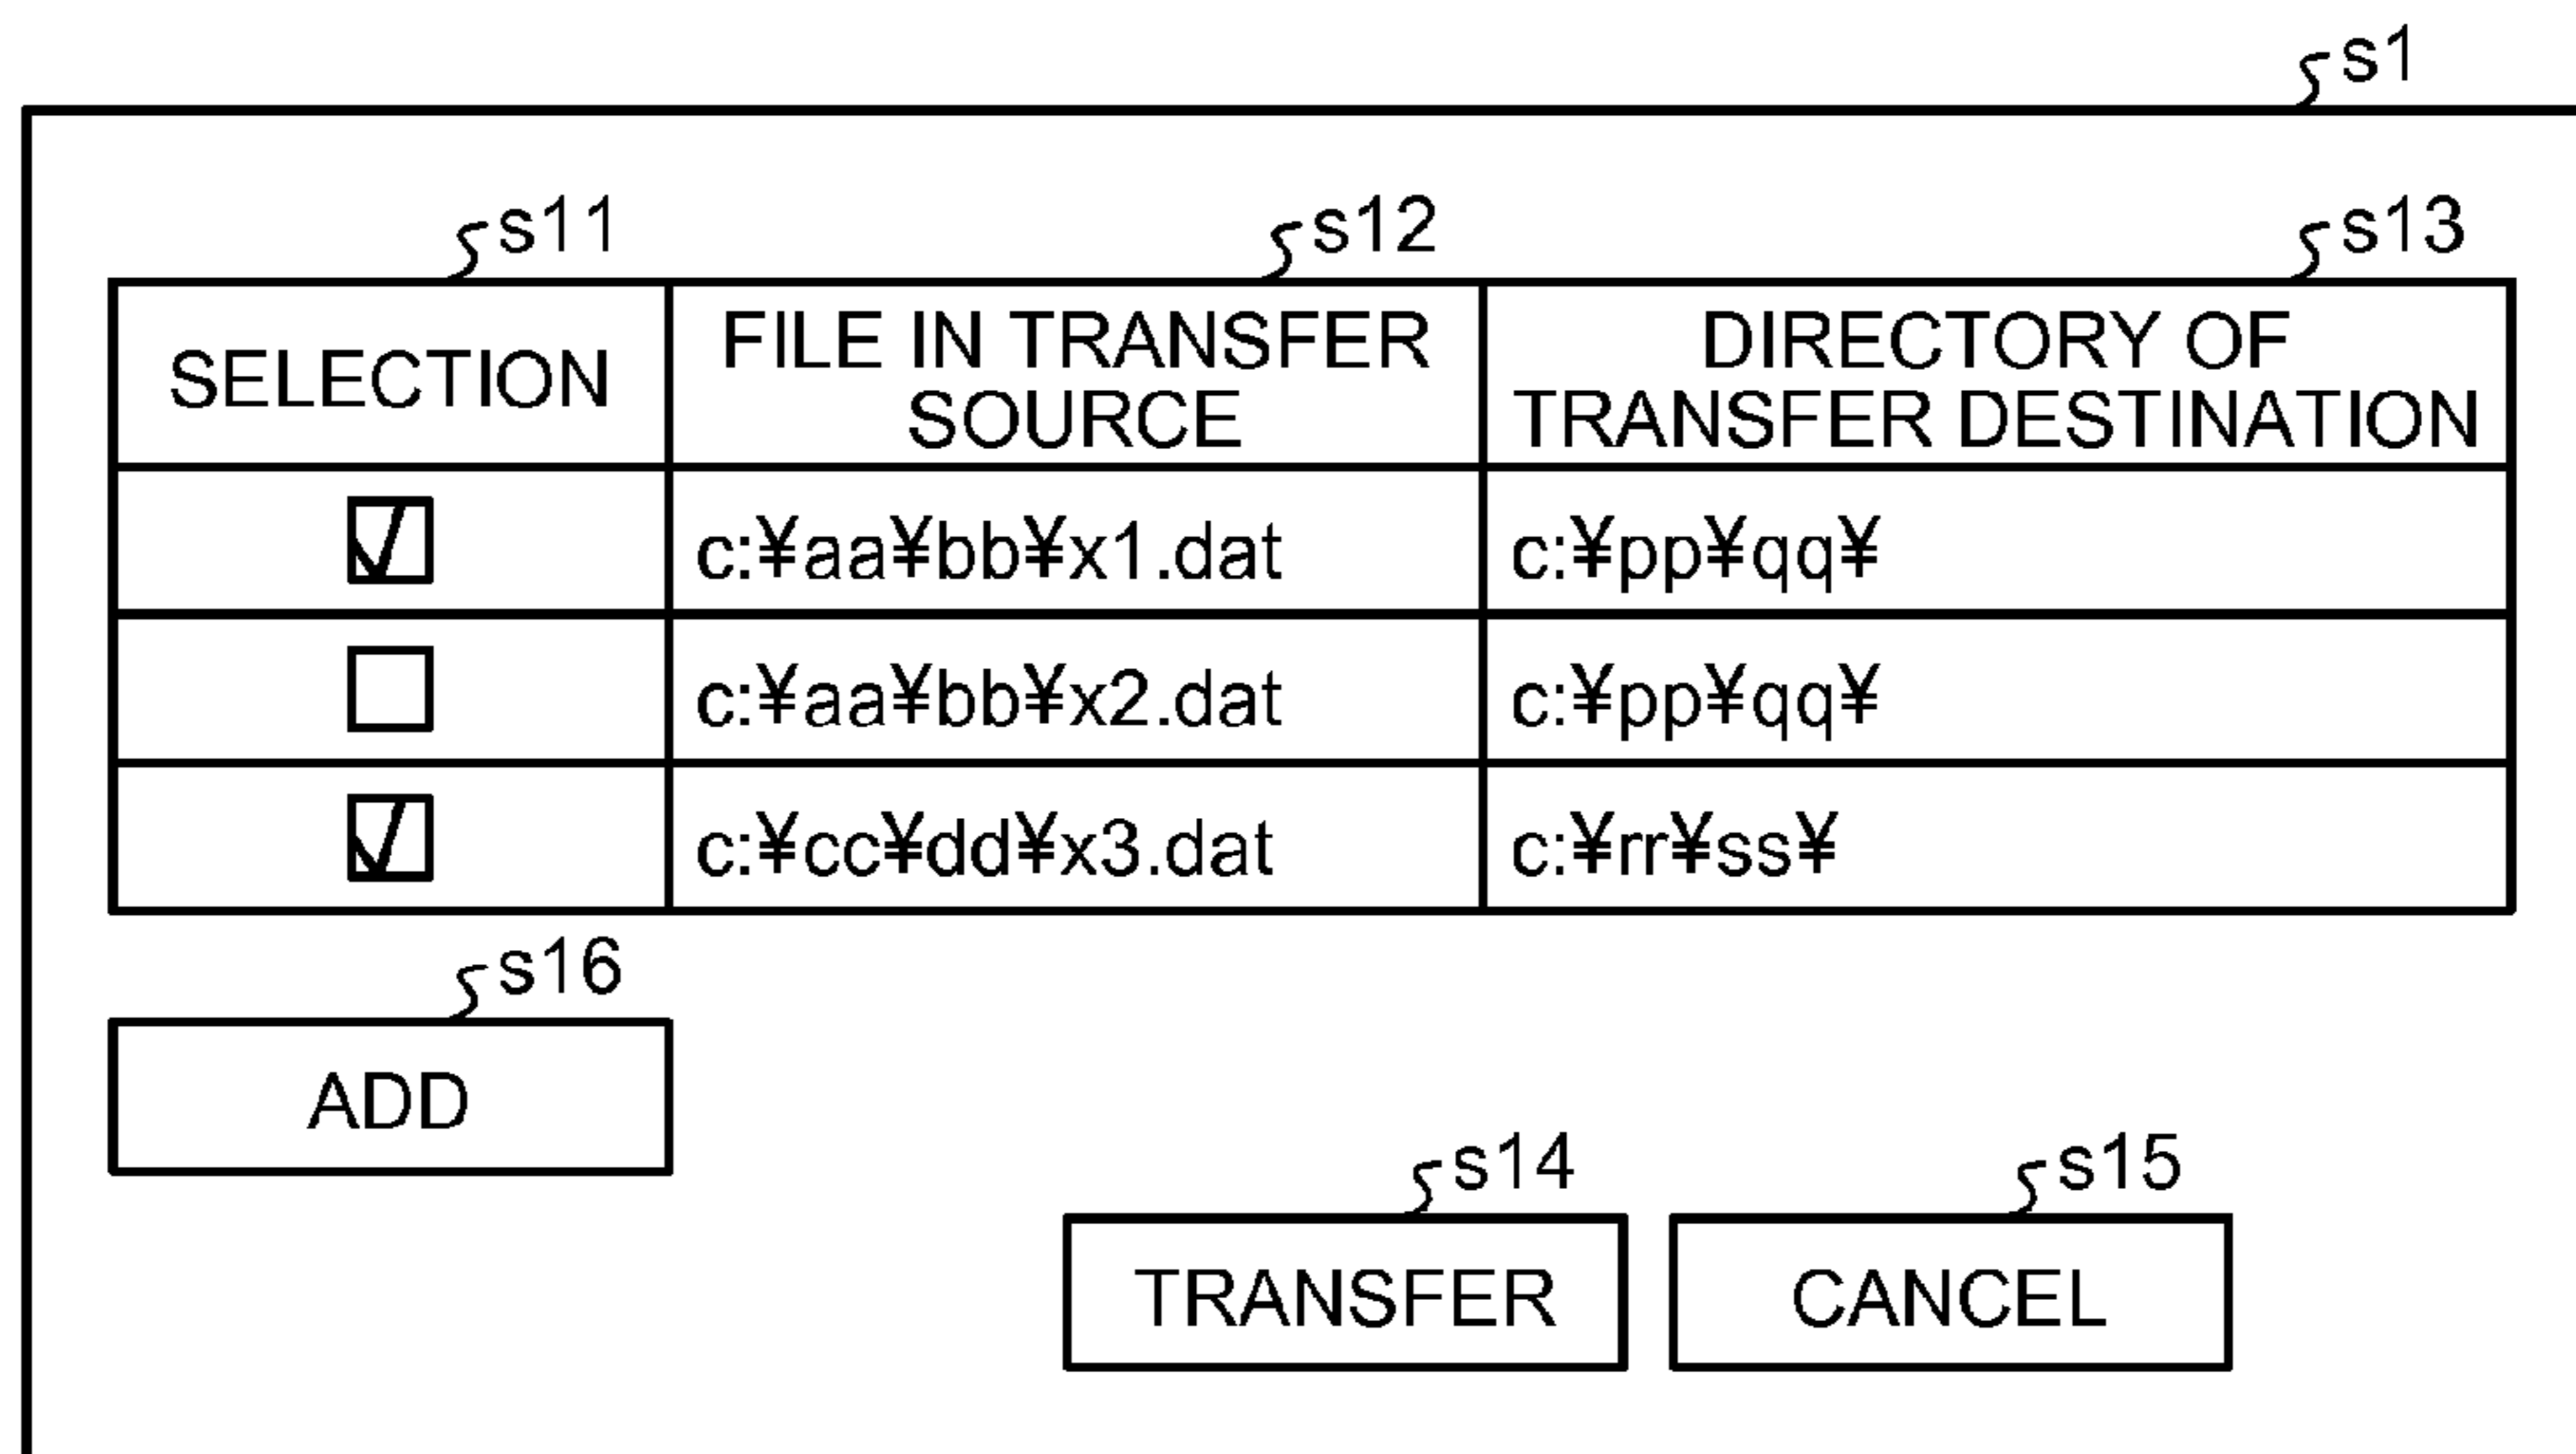 s1
s11 s12 s13
SELECTION FILE IN TRANSFER SOURCE DIRECTORY OF TRANSFER DESTINATION
c:¥aa¥bb¥x1.dat c:¥pp¥qq¥
c:¥aa¥bb¥x2.dat c:¥pp¥qq¥
c:¥cc¥dd¥x3.dat c:¥rr¥ss¥
s16
ADD
s14 s15
TRANSFER CANCEL